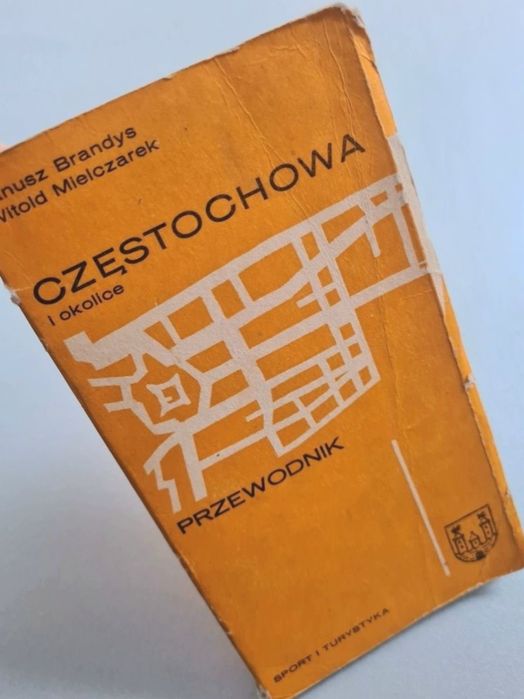 anusz Brandys
Witold Mielczarek
CZĘSTOCHOWA
i okolice
PRZEWODNIK
SPORT I TURYSTYKA